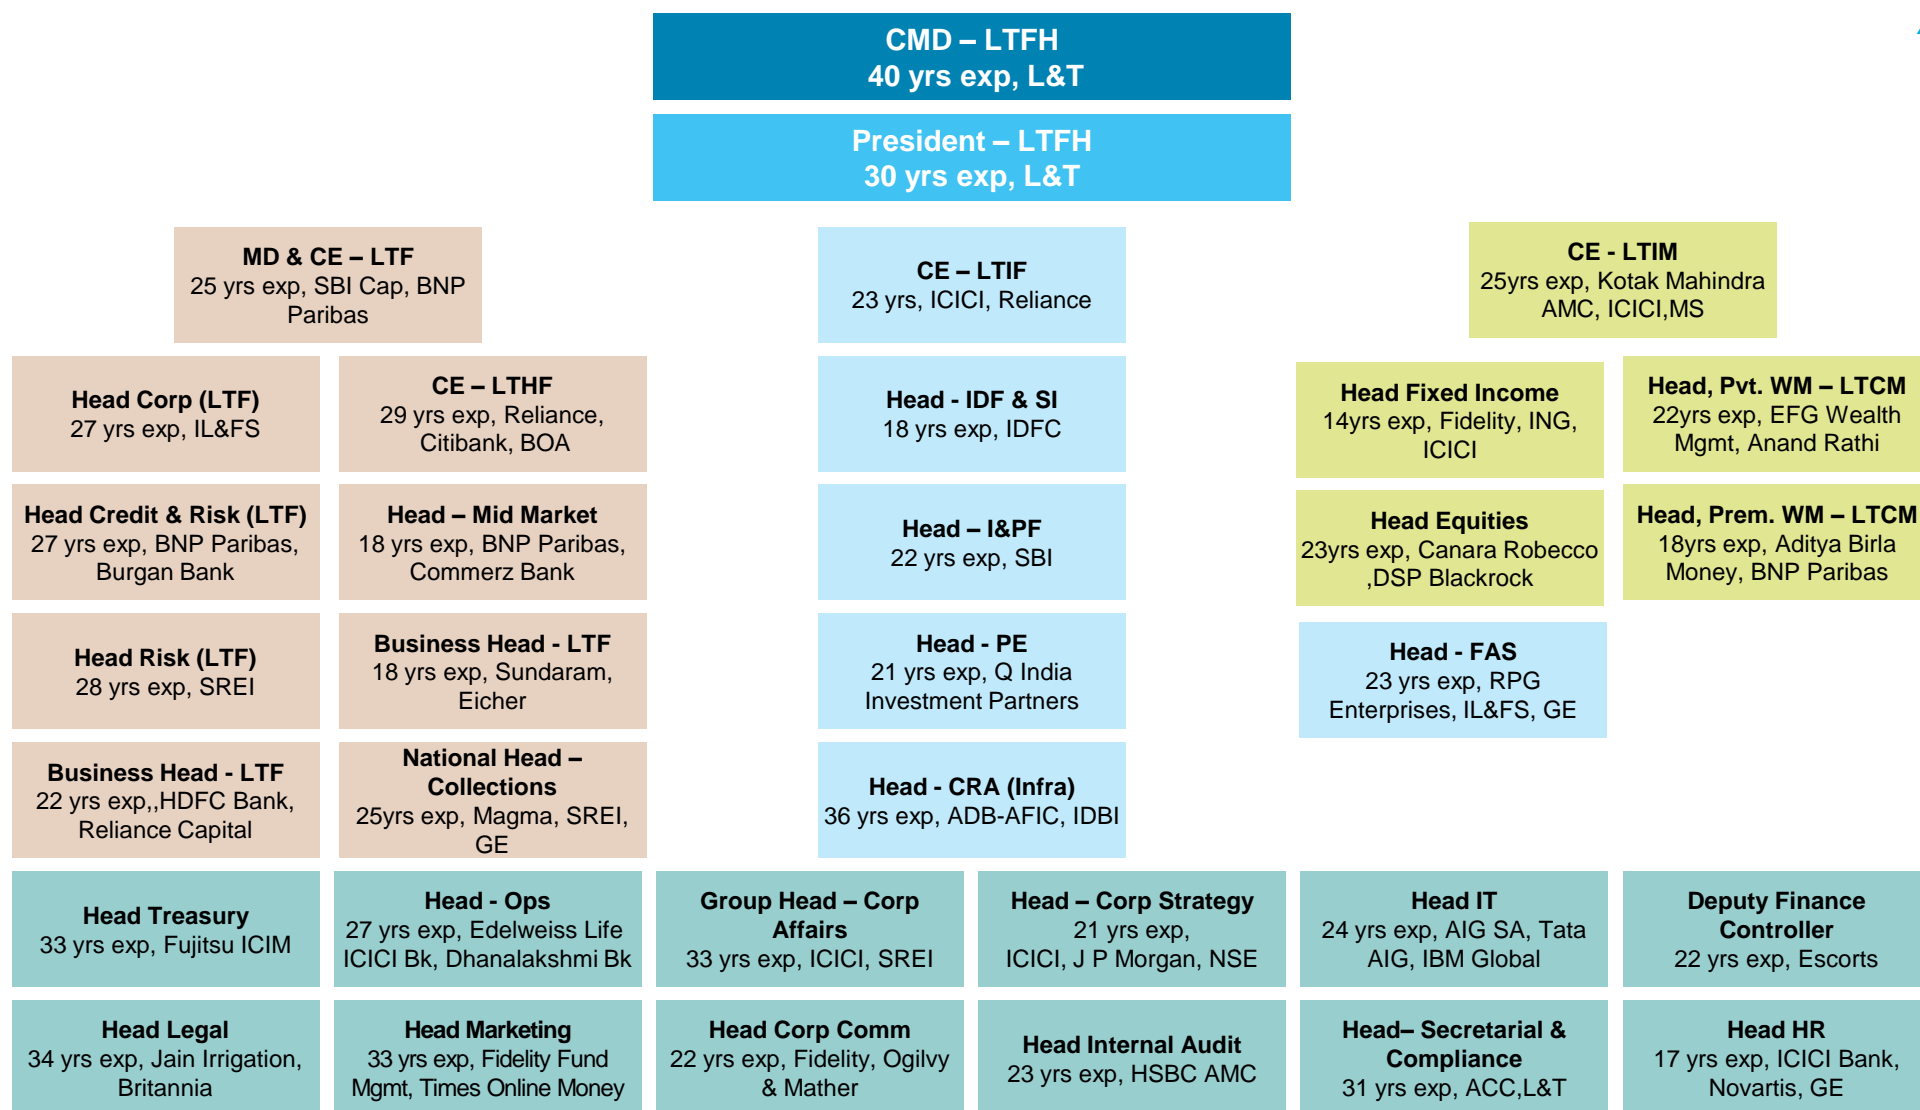 CMD – LTFH
40 yrs exp, L&T
President – LTFH
30 yrs exp, L&T
MD & CE – LTF
25 yrs exp, SBI Cap, BNP
Paribas
CE – LTIF
23 yrs, ICICI, Reliance
CE - LTIM
25yrs exp, Kotak Mahindra
AMC, ICICI,MS
Head Corp (LTF)
27 yrs exp, IL&FS
CE – LTHF
29 yrs exp, Reliance,
Citibank, BOA
Head - IDF & SI
18 yrs exp, IDFC
Head Fixed Income
14yrs exp, Fidelity, ING,
ICICI
Head, Pvt. WM – LTCM
22yrs exp, EFG Wealth
Mgmt, Anand Rathi
Head Credit & Risk (LTF)
27 yrs exp, BNP Paribas,
Burgan Bank
Head – Mid Market
18 yrs exp, BNP Paribas,
Commerz Bank
Head – I&PF
22 yrs exp, SBI
Head Equities
23yrs exp, Canara Robecco
,DSP Blackrock
Head, Prem. WM – LTCM
18yrs exp, Aditya Birla
Money, BNP Paribas
Head Risk (LTF)
28 yrs exp, SREI
Business Head - LTF
18 yrs exp, Sundaram,
Eicher
Head - PE
21 yrs exp, Q India
Investment Partners
Head - FAS
23 yrs exp, RPG
Enterprises, IL&FS, GE
Business Head - LTF
22 yrs exp,,HDFC Bank,
Reliance Capital
National Head –
Collections
25yrs exp, Magma, SREI,
GE
Head - CRA (Infra)
36 yrs exp, ADB-AFIC, IDBI
Head Treasury
33 yrs exp, Fujitsu ICIM
Head - Ops
27 yrs exp, Edelweiss Life
ICICI Bk, Dhanalakshmi Bk
Group Head – Corp
Affairs
33 yrs exp, ICICI, SREI
Head – Corp Strategy
21 yrs exp,
ICICI, J P Morgan, NSE
Head IT
24 yrs exp, AIG SA, Tata
AIG, IBM Global
Deputy Finance
Controller
22 yrs exp, Escorts
Head Legal
34 yrs exp, Jain Irrigation,
Britannia
Head Marketing
33 yrs exp, Fidelity Fund
Mgmt, Times Online Money
Head Corp Comm
22 yrs exp, Fidelity, Ogilvy
& Mather
Head Internal Audit
23 yrs exp, HSBC AMC
Head– Secretarial &
Compliance
31 yrs exp, ACC,L&T
Head HR
17 yrs exp, ICICI Bank,
Novartis, GE